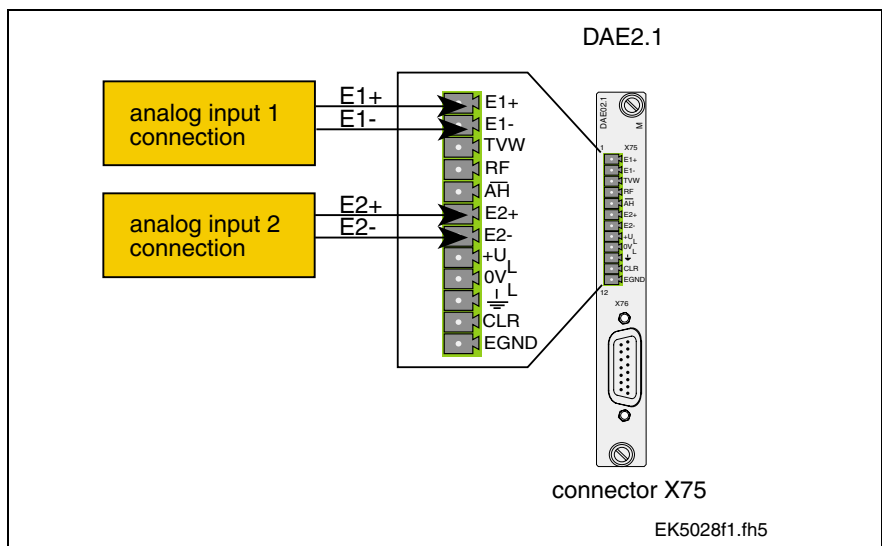 DAE2.1
analog input 1
connection
E1+
E1-
analog input 2
connection
E2+
E2-
E1+
E1-
TVW
RF
A̅H̅
E2+
E2-
+UL
0VL
CLR
EGND
DAE02.1
M
1
X75
E1+
E1-
TVW
RF
A̅H̅
E2+
E2-
+UL
0VL
CLR
EGND
12
X76
connector X75
EK5028f1.fh5